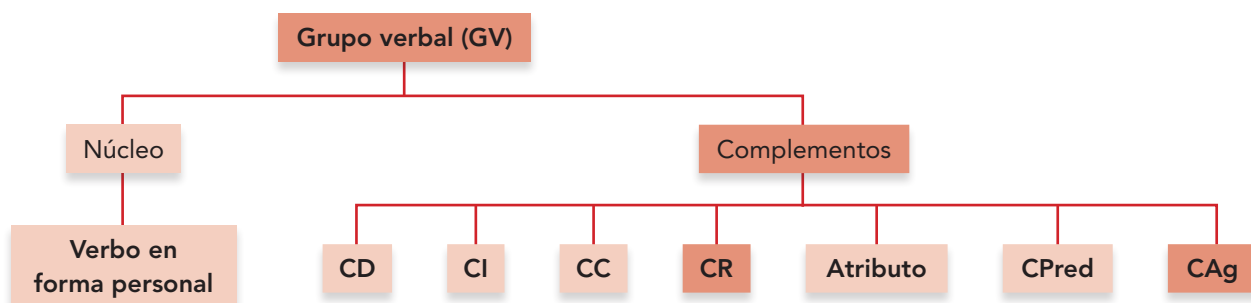 Grupo verbal (GV)
Núcleo
Complementos
Verbo en
forma personal
CD
CI
CC
CR
Atributo
CPred
CAg